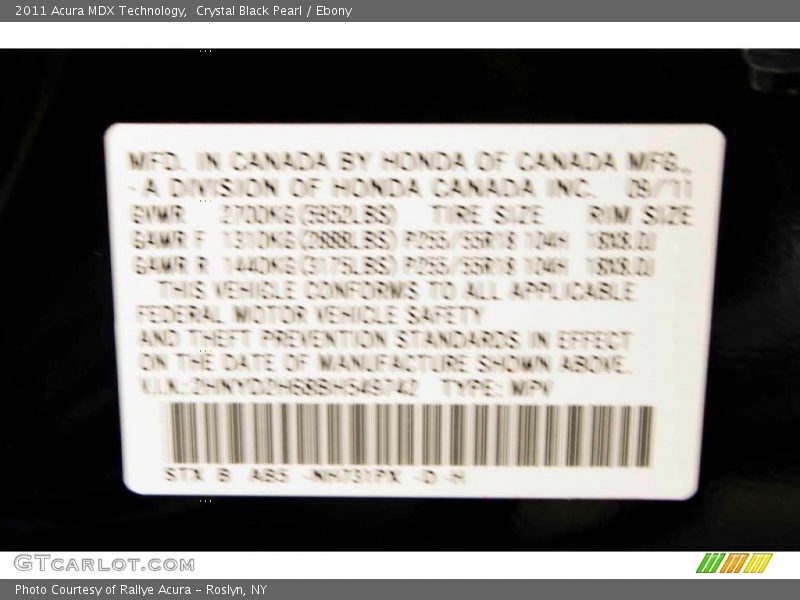 2011 Acura MDX Technology, Crystal Black Pearl / Ebony
MFD. IN CANADA BY HONDA OF CANADA MFG.,
- A DIVISION OF HONDA CANADA INC. 09/11
GVWR 2700KG(5952LBS) TIRE SIZE RIM SIZE
GAWR F 1310KG(2888LBS) P255/55R18 104H 18X8.0J
GAWR R 1440KG(3175LBS) P255/55R18 104H 18X8.0J
THIS VEHICLE CONFORMS TO ALL APPLICABLE
FEDERAL MOTOR VEHICLE SAFETY
AND THEFT PREVENTION STANDARDS IN EFFECT
ON THE DATE OF MANUFACTURE SHOWN ABOVE.
V.I.N.: TYPE: MPV
STX B ABS -NH731PX -D -H
GTCARLOT.COM
Photo Courtesy of Rallye Acura - Roslyn, NY